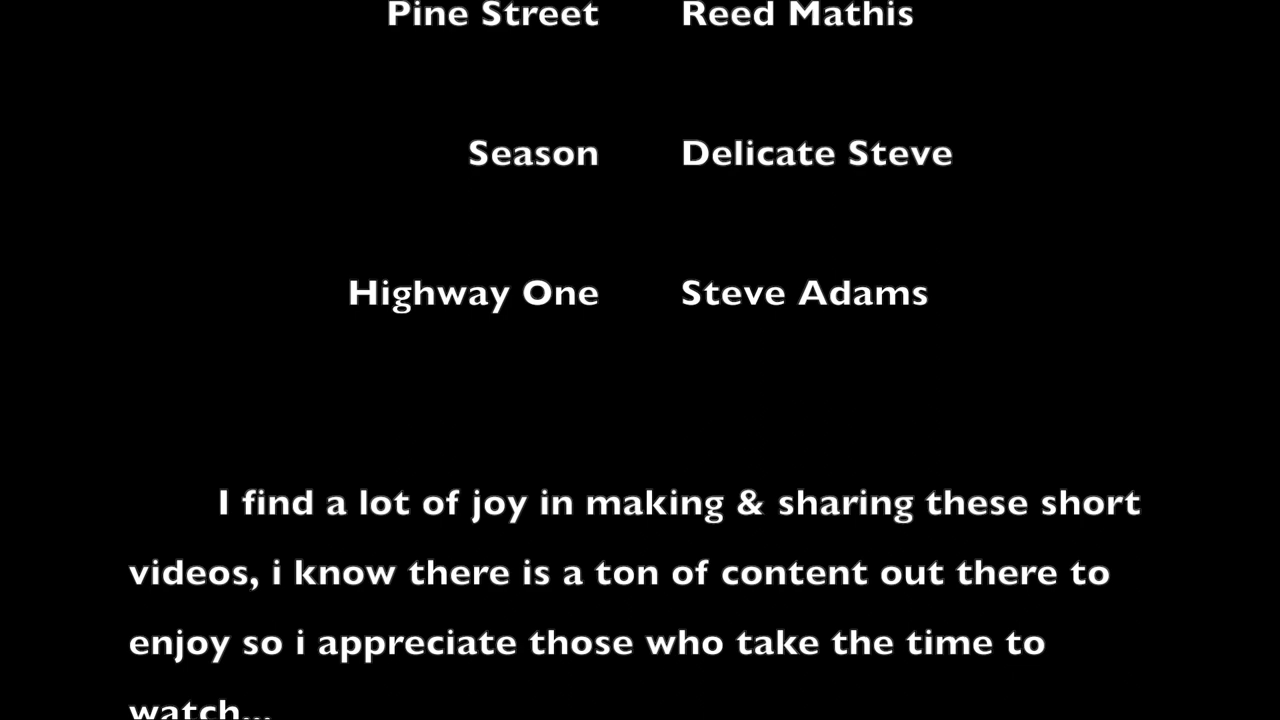 Pine Street Reed Mathis
Season Delicate Steve
Highway One Steve Adams
I find a lot of joy in making & sharing these short
videos, i know there is a ton of content out there to
enjoy so i appreciate those who take the time to
watch...